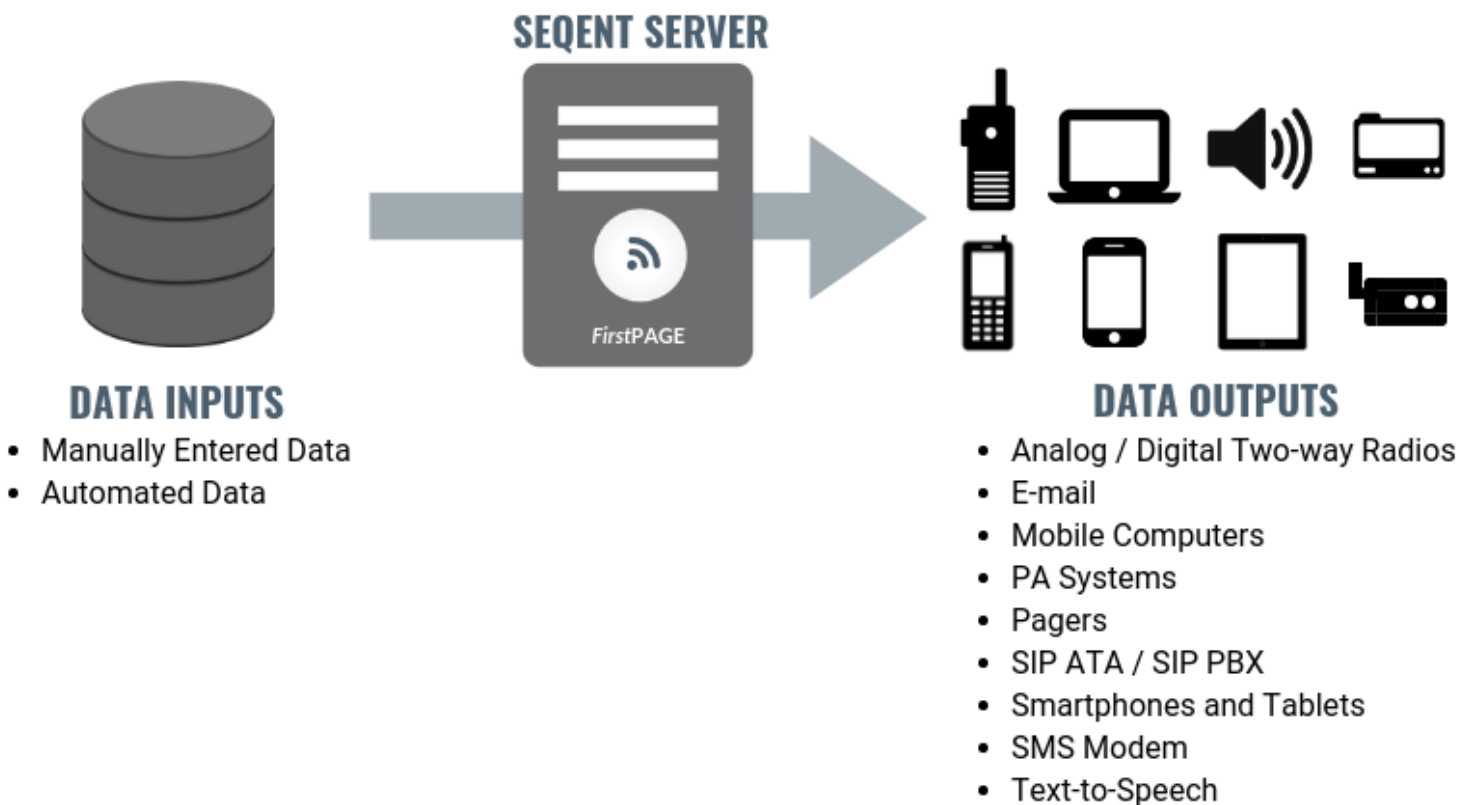 SEQENT SERVER
FirstPAGE
DATA INPUTS
• Manually Entered Data
• Automated Data
DATA OUTPUTS
• Analog / Digital Two-way Radios
• E-mail
• Mobile Computers
• PA Systems
• Pagers
• SIP ATA / SIP PBX
• Smartphones and Tablets
• SMS Modem
• Text-to-Speech